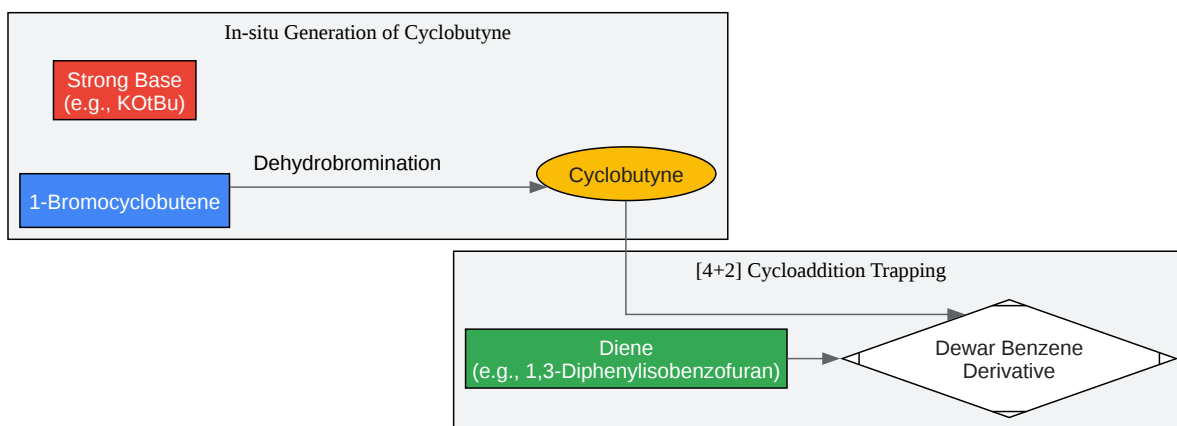 In-situ Generation of Cyclobutyne
Strong Base
(e.g., KOtBu)
Dehydrobromination
1-Bromocyclobutene
Cyclobutyne
[4+2] Cycloaddition Trapping
Diene
(e.g., 1,3-Diphenylisobenzofuran)
Dewar Benzene
Derivative